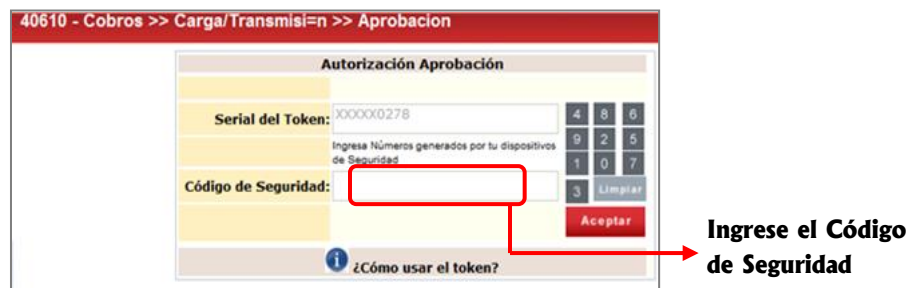 40610 - Cobros >> Carga/Transmisi=n >> Aprobacion
Autorización Aprobación
Serial del Token: XXXXX0278
4 8 6
Ingresa Números generados por tu dispositivos
de Seguridad
9 2 5
1 0 7
Código de Seguridad:
3 Limpiar
Aceptar
¿Cómo usar el token?
Ingrese el Código
de Seguridad